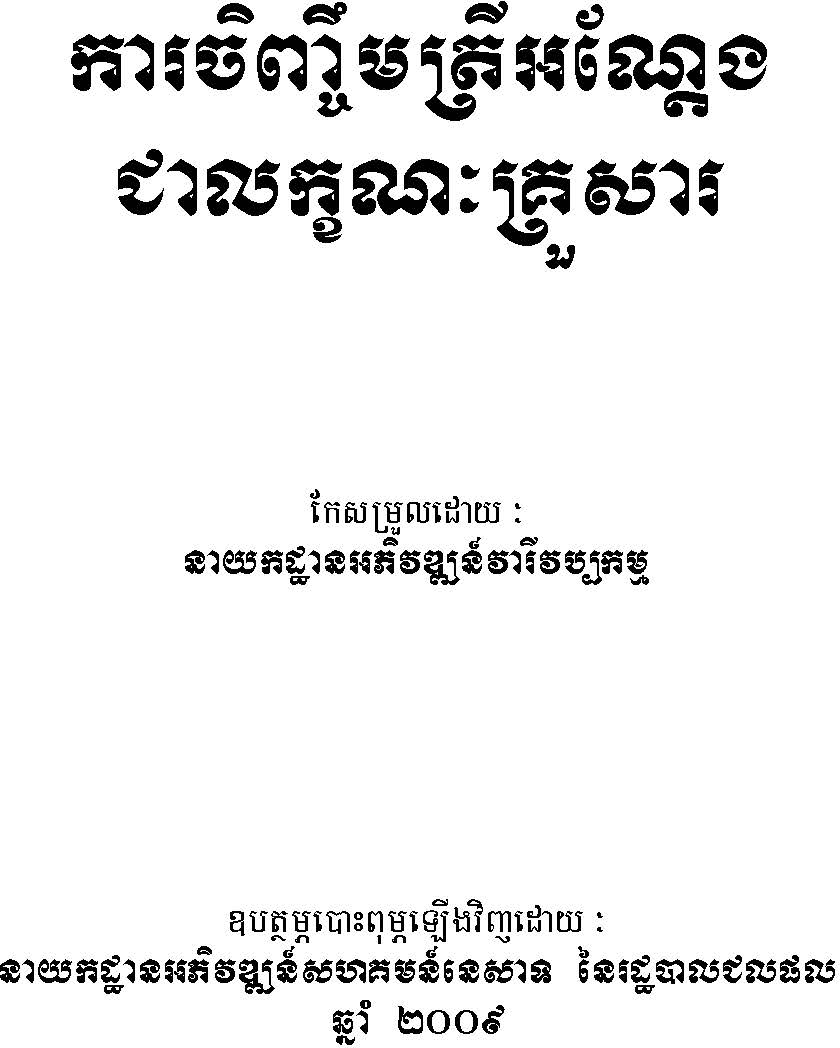 ការចិញ្ចឹមត្រីអណ្តែង
ជាលក្ខណៈគ្រួសារ
កែសម្រួលដោយ ៈ
នាយកដ្ឋានអភិវឌ្ឍន៍វារីវប្បកម្ម
ឧបត្ថម្ភបោះពុម្ភឡើងវិញដោយ ៈ
នាយកដ្ឋានអភិវឌ្ឍន៍សហគមន៍នេសាទ នៃរដ្ឋបាលជលផល
ឆ្នាំ ២០០៩